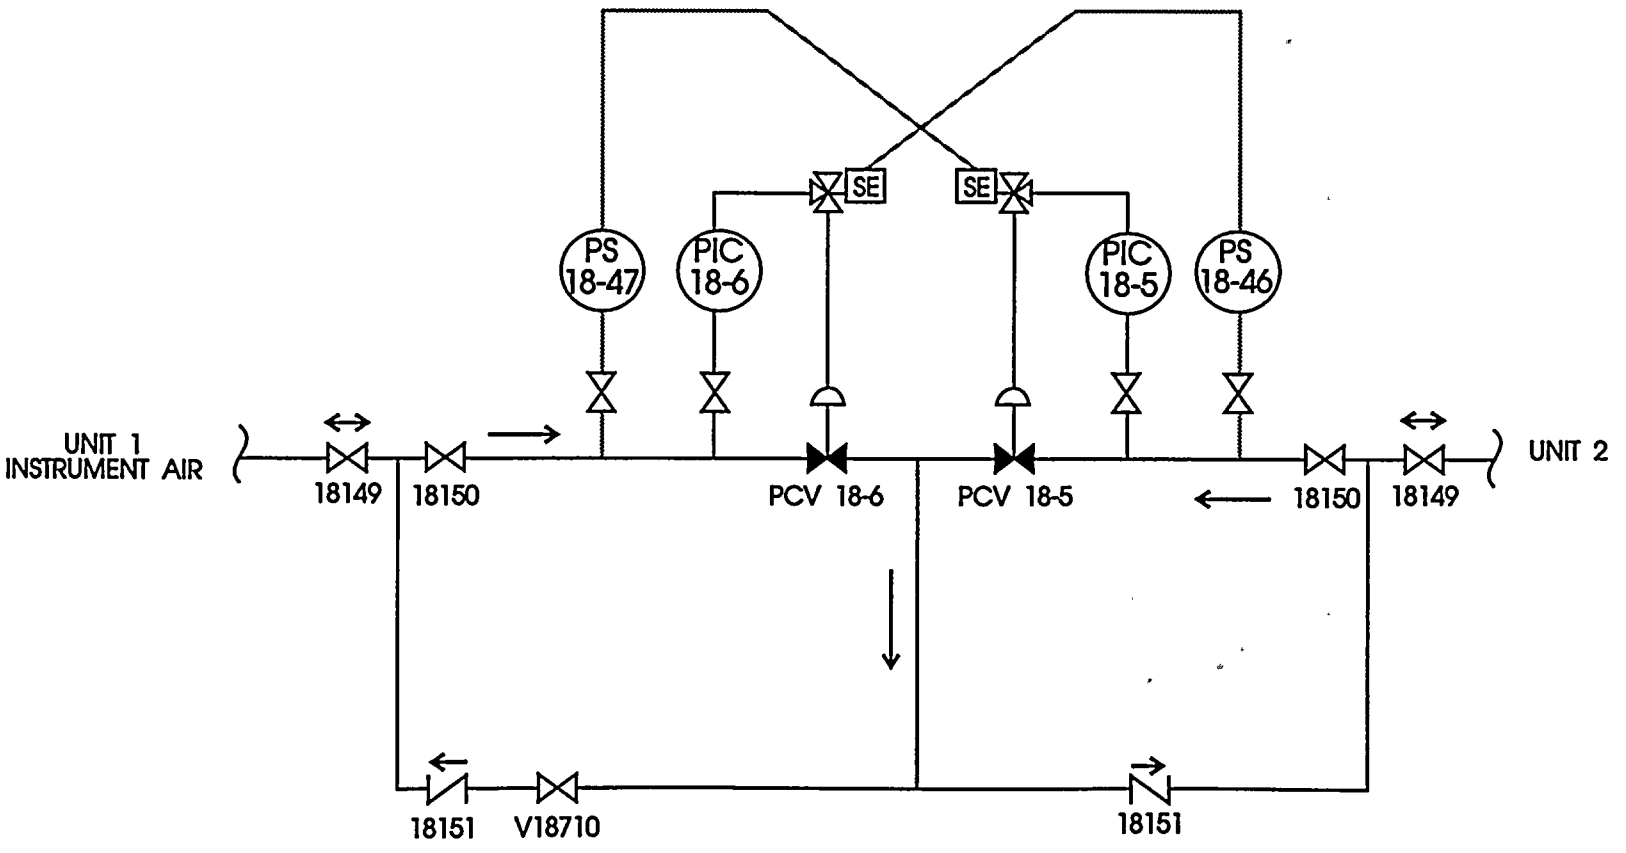 SE
SE
PS
18-47
PIC
18-6
PIC
18-5
PS
18-46
UNIT 1
INSTRUMENT AIR
UNIT 2
18149
18150
PCV 18-6
PCV 18-5
18150
18149
18151
V18710
18151